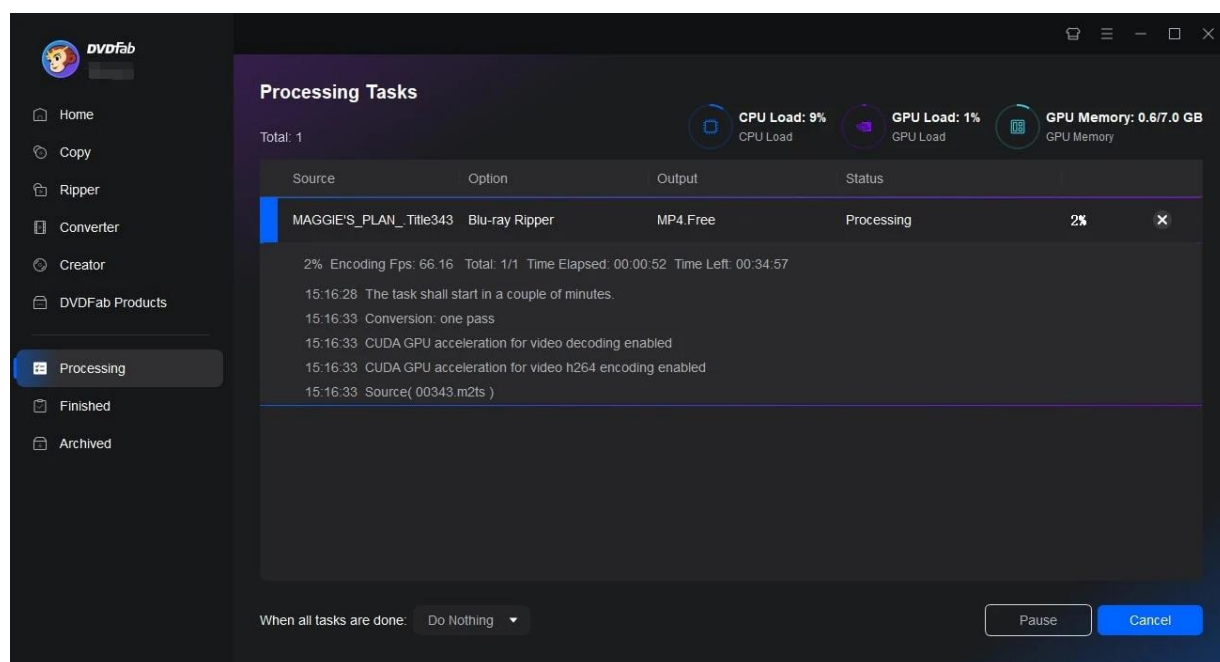 DVDFab
Home
Copy
Ripper
Converter
Creator
DVDFab Products
Processing
Finished
Archived
Processing Tasks
Total: 1
CPU Load: 9%
CPU Load
GPU Load: 1%
GPU Load
GPU Memory: 0.6/7.0 GB
GPU Memory
Source Option Output Status
MAGGIE'S_PLAN_.Title343 Blu-ray Ripper MP4.Free Processing 2%
2% Encoding Fps: 66.16 Total: 1/1 Time Elapsed: 00:00:52 Time Left: 00:34:57
15:16:28 The task shall start in a couple of minutes.
15:16:33 Conversion: one pass
15:16:33 CUDA GPU acceleration for video decoding enabled
15:16:33 CUDA GPU acceleration for video h264 encoding enabled
15:16:33 Source( 00343.m2ts )
When all tasks are done: Do Nothing
Pause
Cancel